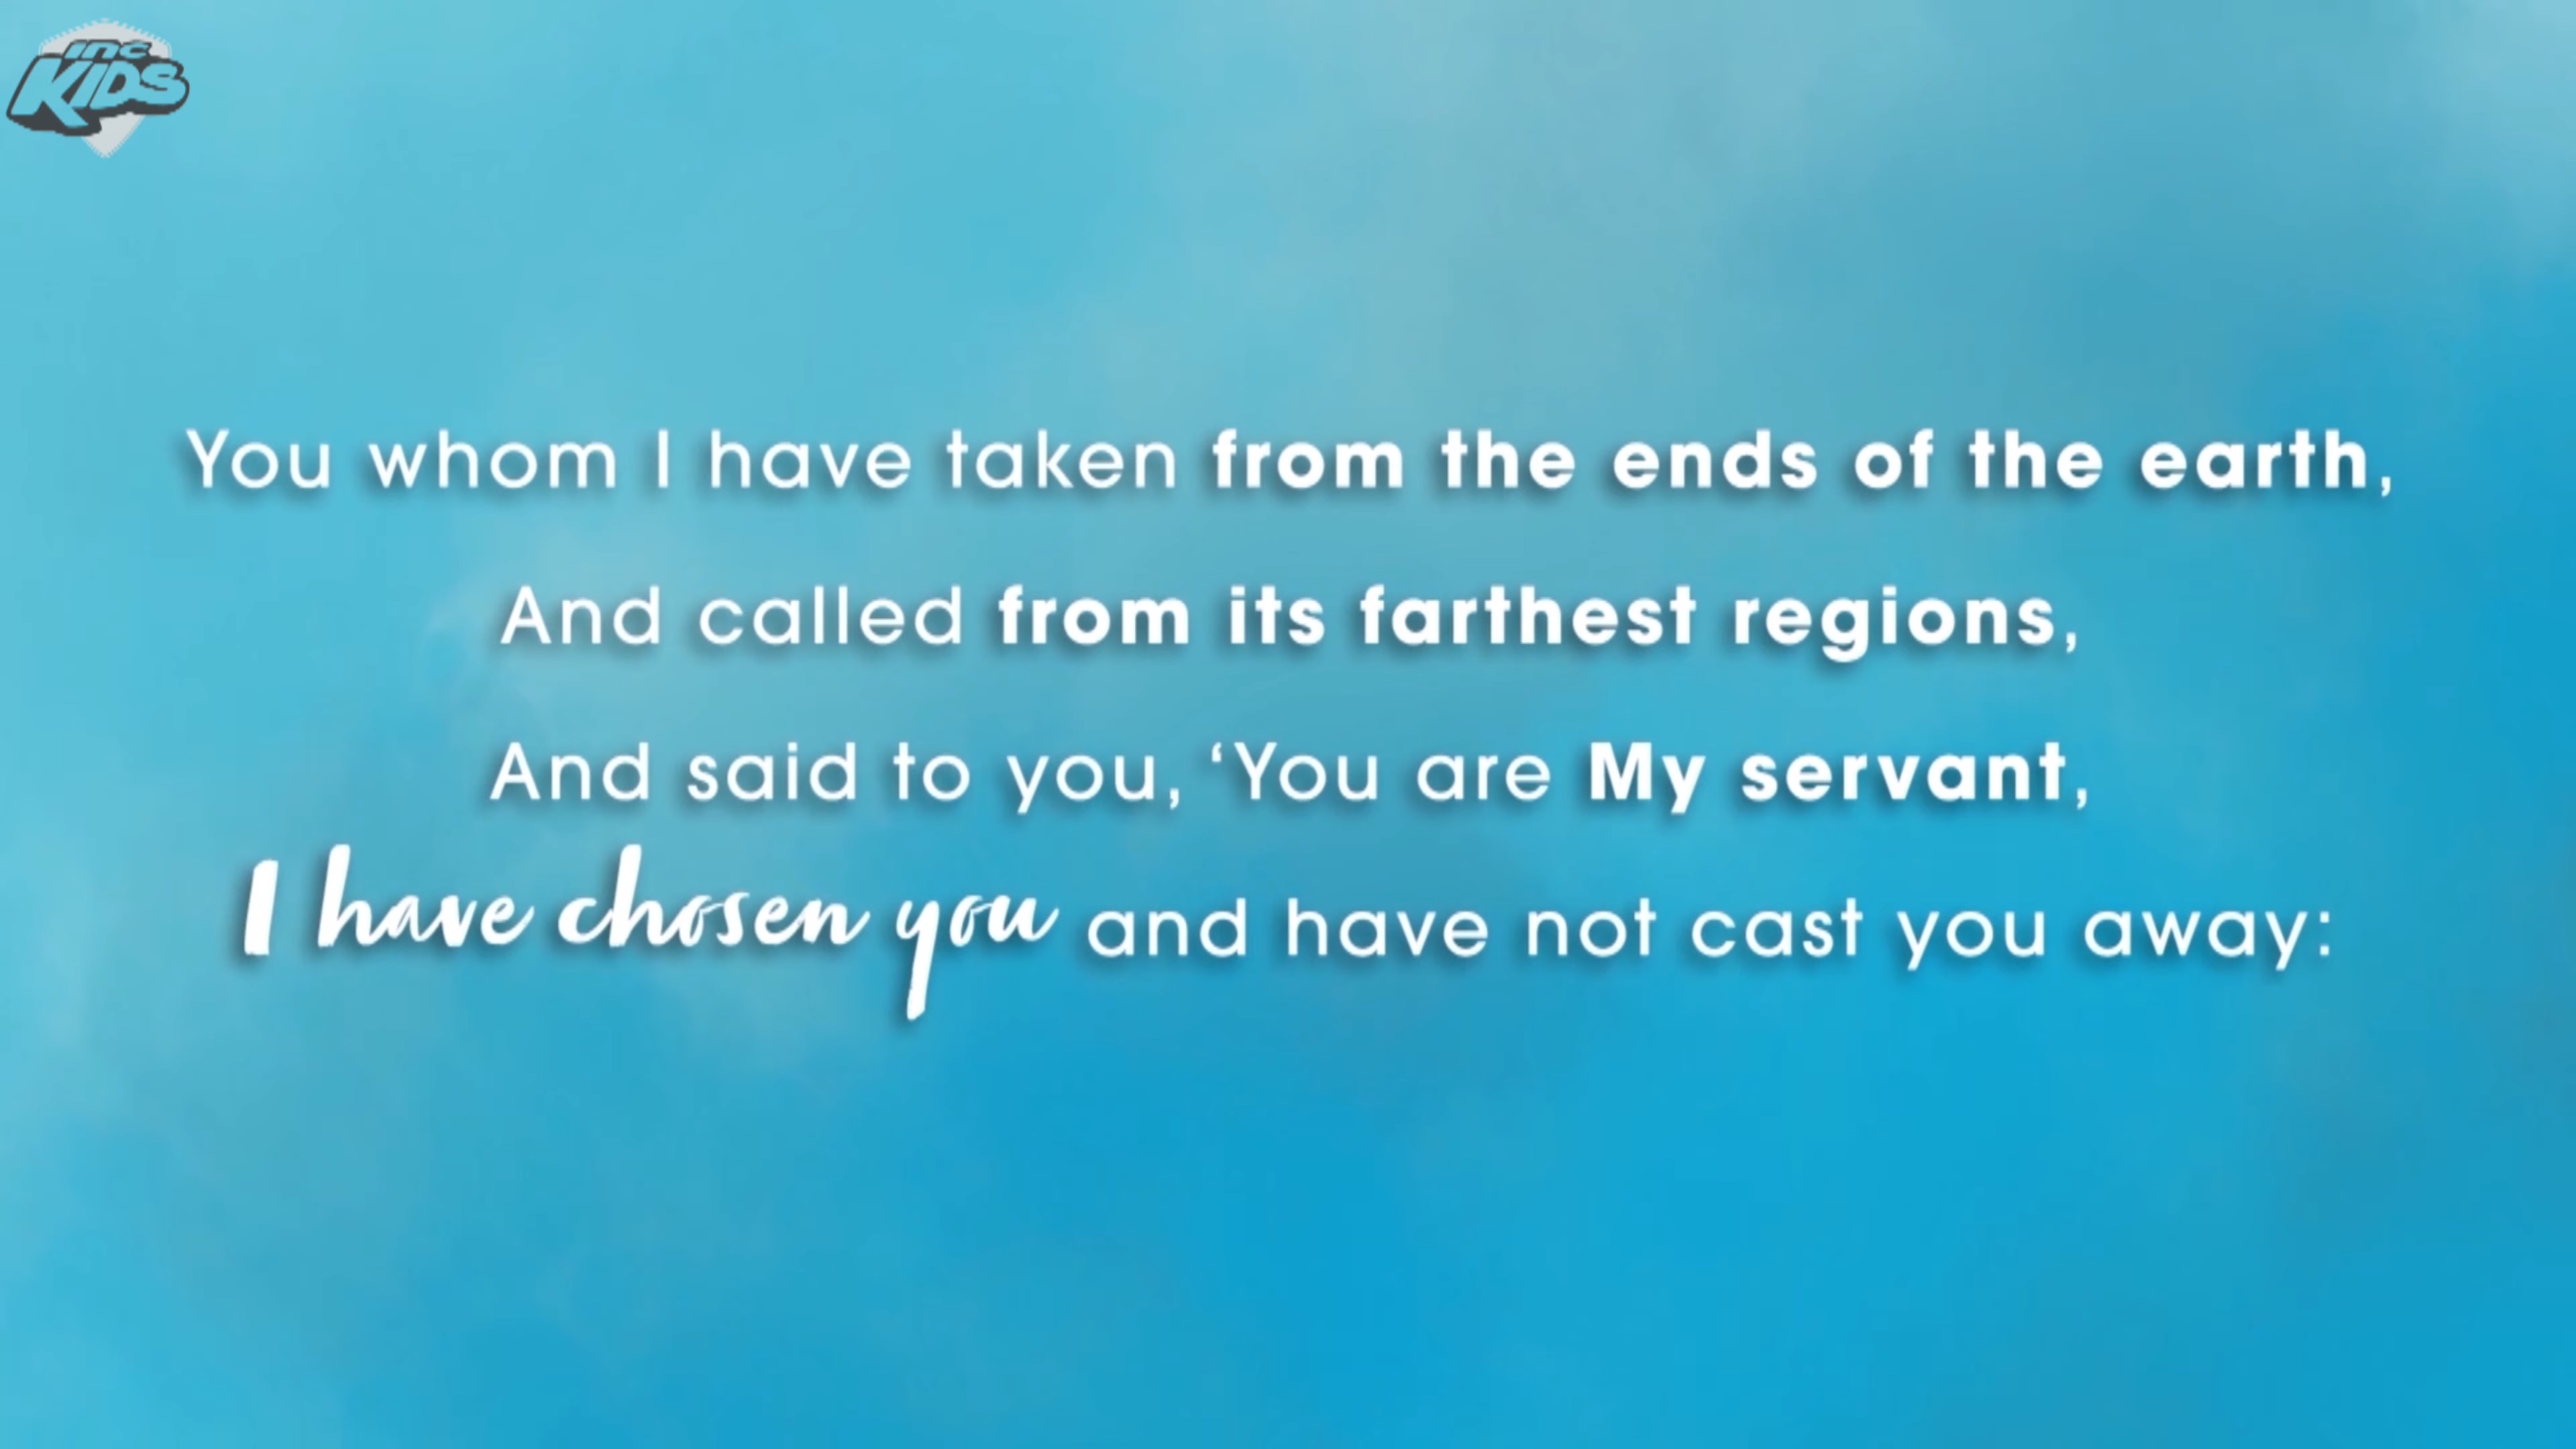 INC
KIDS
You whom I have taken from the ends of the earth,
And called from its farthest regions,
And said to you, ‘You are My servant,
I have chosen you and have not cast you away: